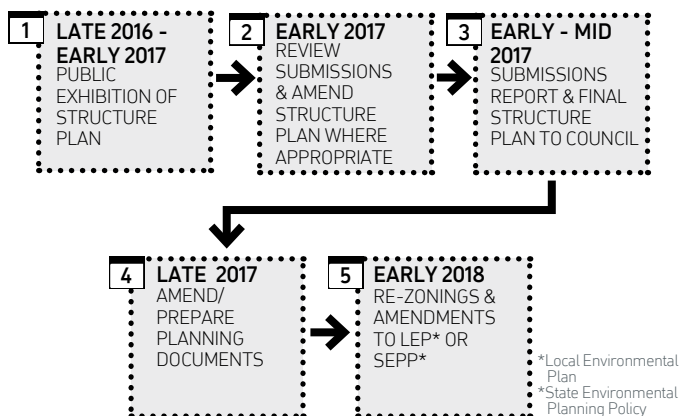 1
LATE 2016 -
EARLY 2017
PUBLIC
EXHIBITION OF
STRUCTURE
PLAN
2
EARLY 2017
REVIEW
SUBMISSIONS
& AMEND
STRUCTURE
PLAN WHERE
APPROPRIATE
3
EARLY - MID
2017
SUBMISSIONS
REPORT & FINAL
STRUCTURE
PLAN TO COUNCIL
4
LATE 2017
AMEND/
PREPARE
PLANNING
DOCUMENTS
5
EARLY 2018
RE-ZONINGS &
AMENDMENTS
TO LEP* OR
SEPP*
*Local Environmental
Plan
*State Environmental
Planning Policy